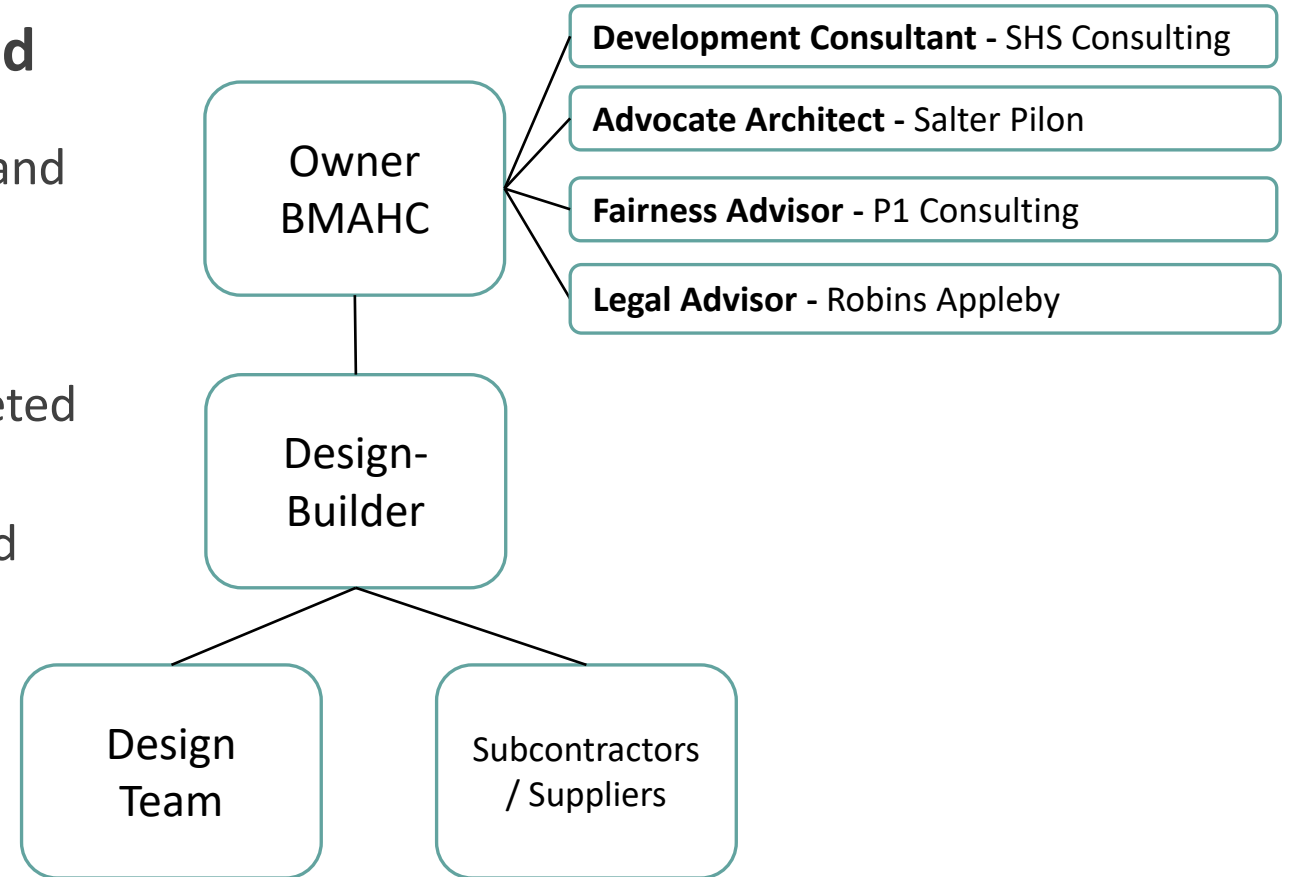 d
and
eted
d
Owner
BMAHC
Development Consultant - SHS Consulting
Advocate Architect - Salter Pilon
Fairness Advisor - P1 Consulting
Legal Advisor - Robins Appleby
Design-
Builder
Design
Team
Subcontractors
/ Suppliers